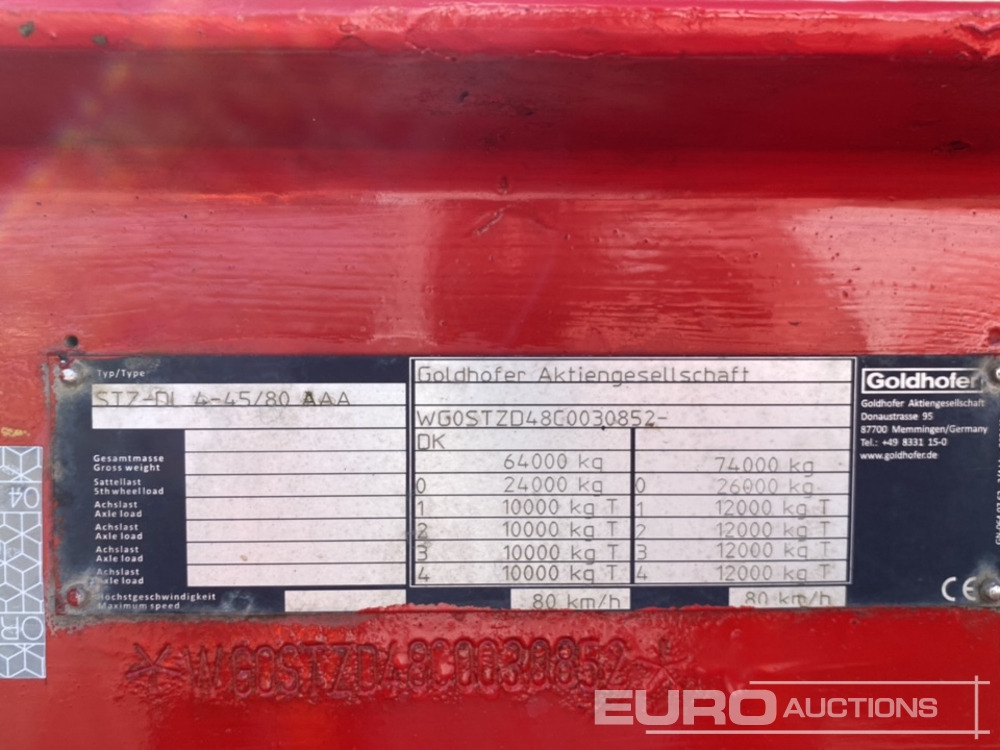 Typ/Type
STZ-DL 4-45/80 AAA
Goldhofer Aktiengesellschaft
WG0STZD48C0030852-
DK
Gesamtmasse
Gross weight
64000 kg 74000 kg
Sattellast
5th wheel load
0 24000 kg 0 26000 kg
Achslast
Axle load
1 10000 kg T 1 12000 kg T
Achslast
Axle load
2 10000 kg T 2 12000 kg T
Achslast
Axle load
3 10000 kg T 3 12000 kg T
Achslast
Axle load
4 10000 kg T 4 12000 kg T
Höchstgeschwindigkeit
Maximum speed
80 km/h 80 km/h
Goldhofer
Goldhofer Aktiengesellschaft
Donaustrasse 95
87700 Memmingen/Germany
Tel.: +49 8331 15-0
www.goldhofer.de
CE
04
OR
*WG0STZD48C0030852*
EURO AUCTIONS